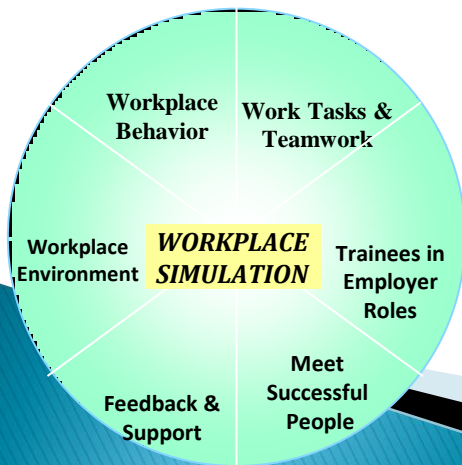 Workplace
Behavior
Work Tasks &
Teamwork
Workplace
Environment
WORKPLACE
SIMULATION
Trainees in
Employer
Roles
Feedback &
Support
Meet
Successful
People